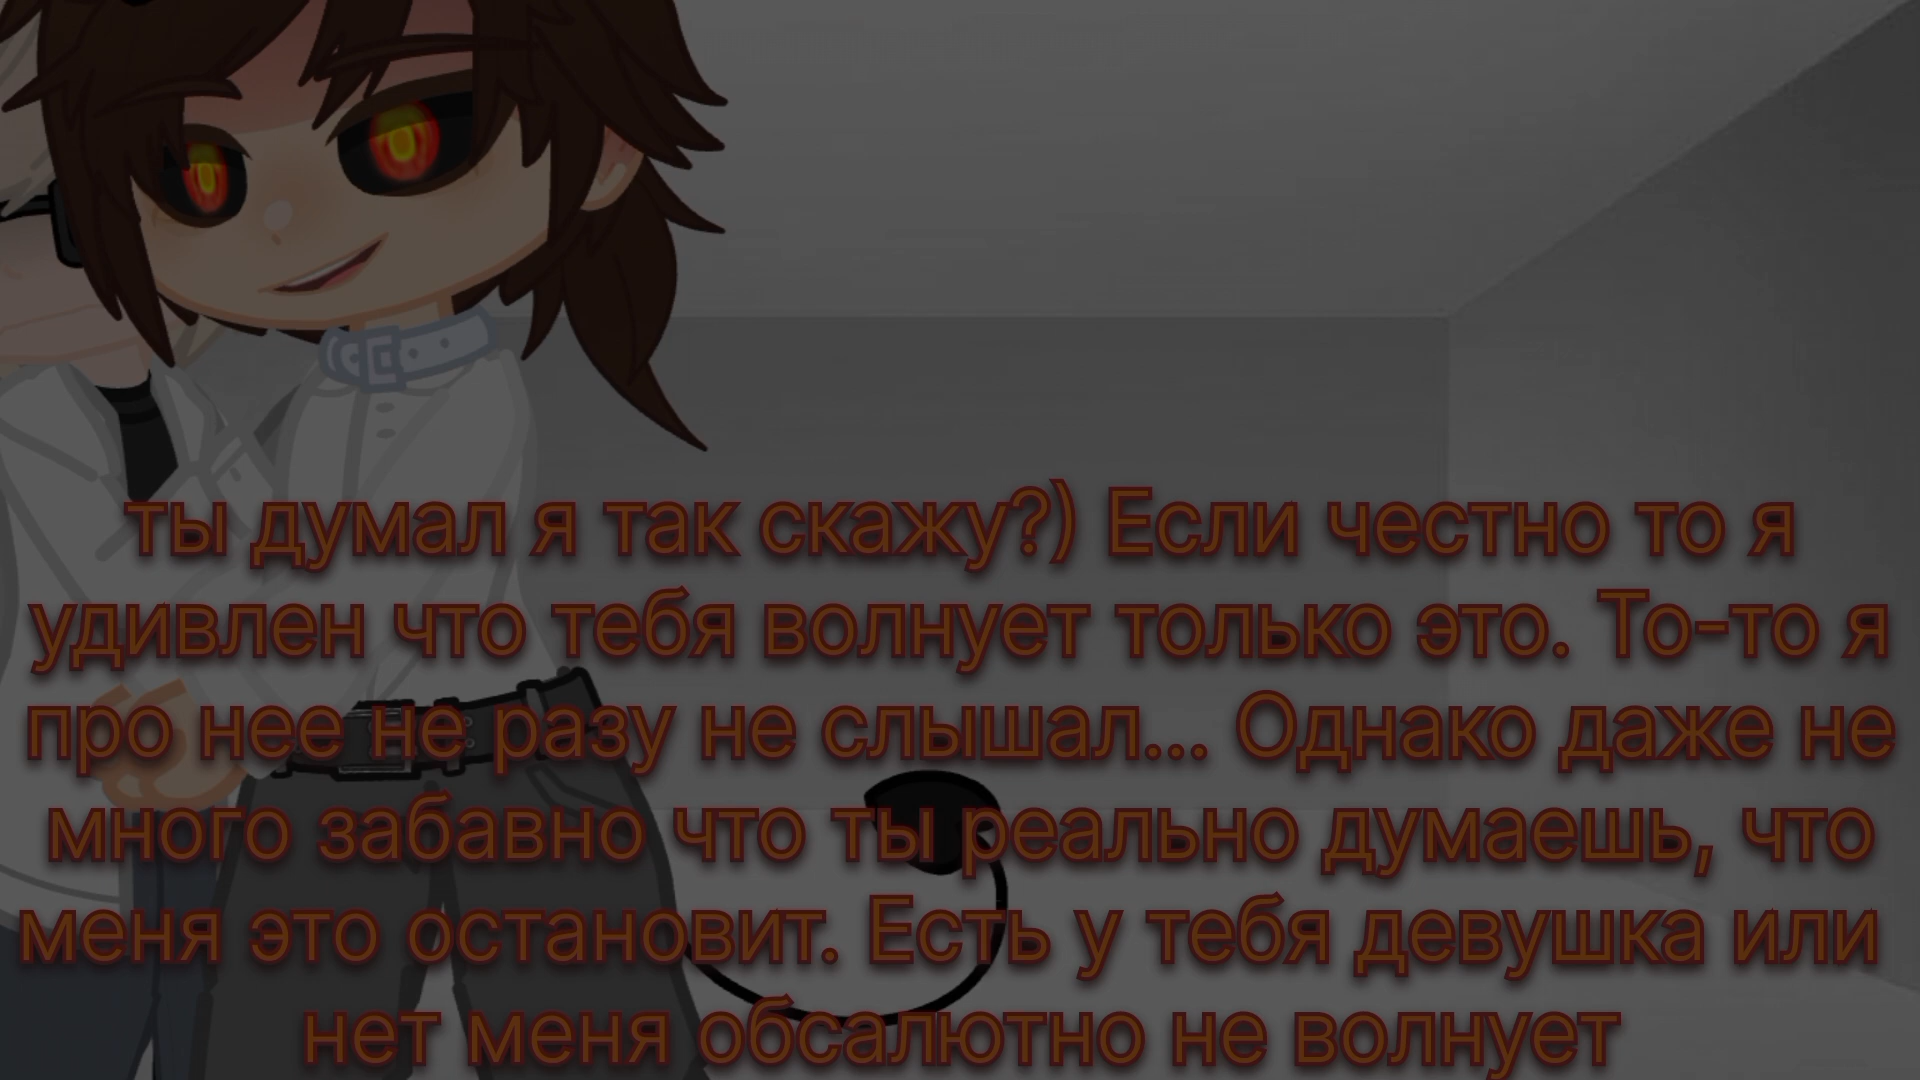 ты думал я так скажу?) Если честно то я
удивлен что тебя волнует только это. То-то я
про нее не разу не слышал... Однако даже не
много забавно что ты реально думаешь, что
меня это остановит. Есть у тебя девушка или
нет меня обсалютно не волнует